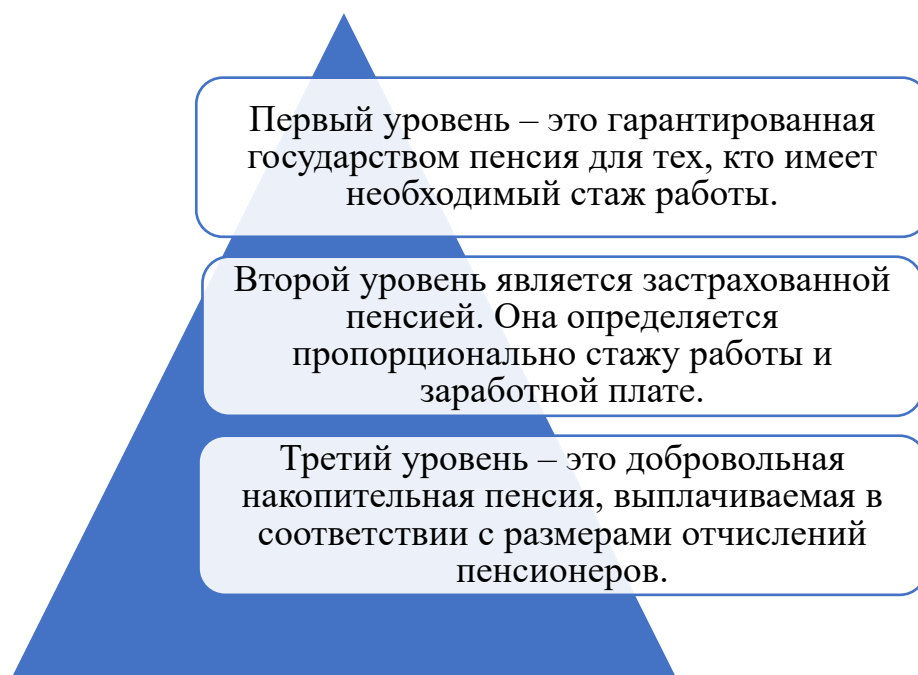 Первый уровень – это гарантированная
государством пенсия для тех, кто имеет
необходимый стаж работы.
Второй уровень является застрахованной
пенсией. Она определяется
пропорционально стажу работы и
заработной плате.
Третий уровень – это добровольная
накопительная пенсия, выплачиваемая в
соответствии с размерами отчислений
пенсионеров.